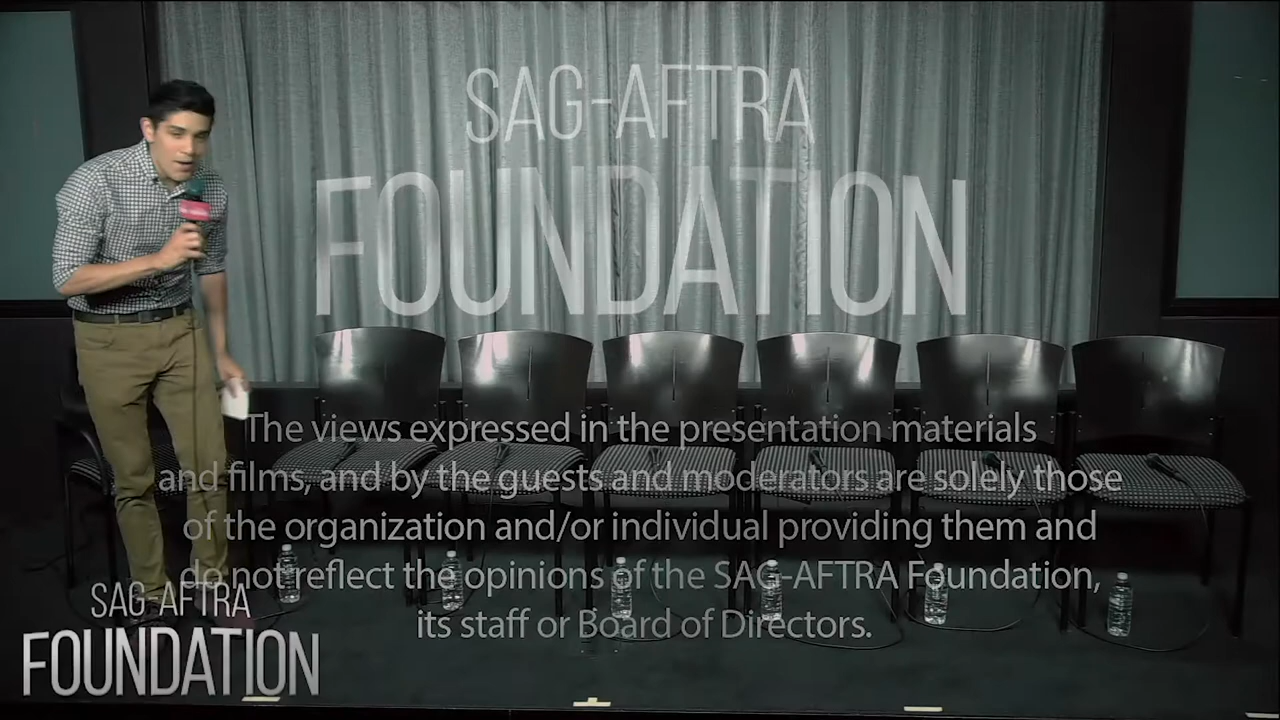 SAG-AFTRA
FOUNDATION
The views expressed in the presentation materials
and films, and by the guests and moderators are solely those
of the organization and/or individual providing them and
do not reflect the opinions of the SAG-AFTRA Foundation,
its staff or Board of Directors.
SAG-AFTRA
FOUNDATION